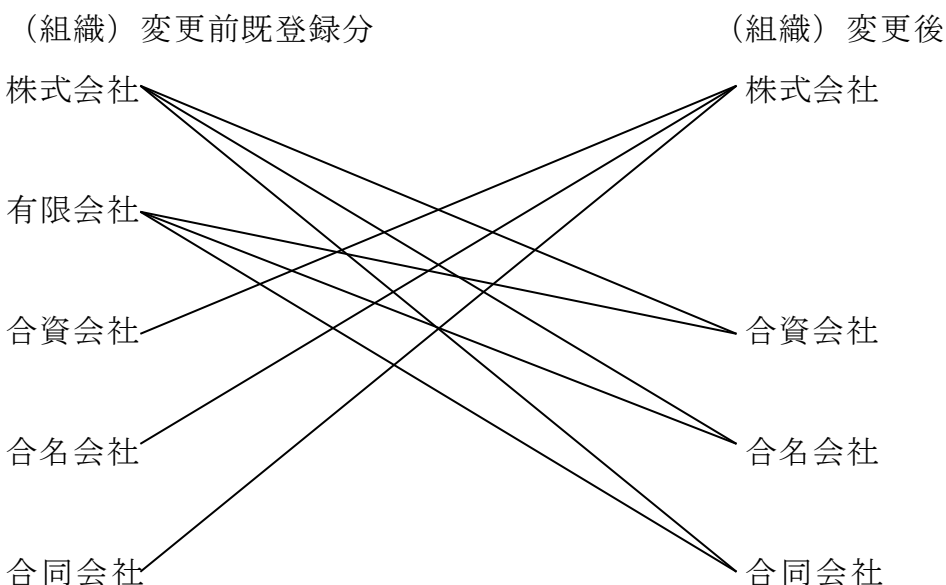 （組織）変更前既登録分
（組織）変更後
株式会社
株式会社
有限会社
合資会社
合資会社
合名会社
合名会社
合同会社
合同会社